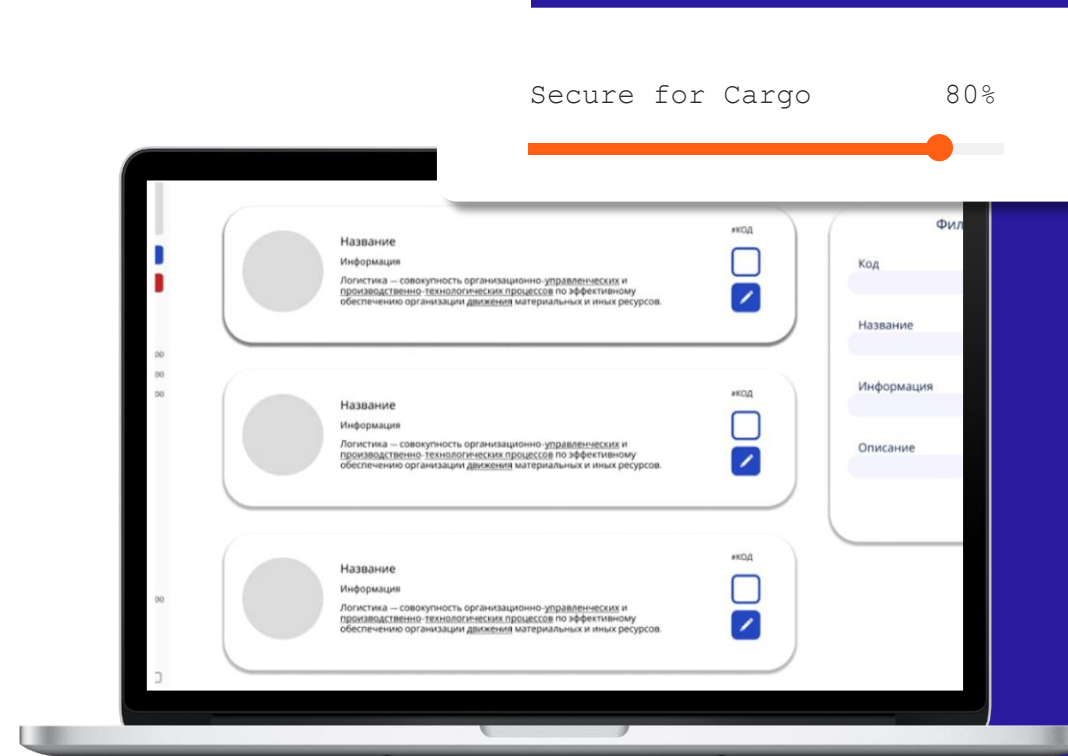 Secure for Cargo 80%
#КОД
Название
Информация
Логистика — совокупность организационно-управленческих и
производственно-технологических процессов по эффективному
обеспечению организации движения материальных и иных ресурсов.
#КОД
Название
Информация
Логистика — совокупность организационно-управленческих и
производственно-технологических процессов по эффективному
обеспечению организации движения материальных и иных ресурсов.
#КОД
Название
Информация
Логистика — совокупность организационно-управленческих и
производственно-технологических процессов по эффективному
обеспечению организации движения материальных и иных ресурсов.
Фил
Код
Название
Информация
Описание